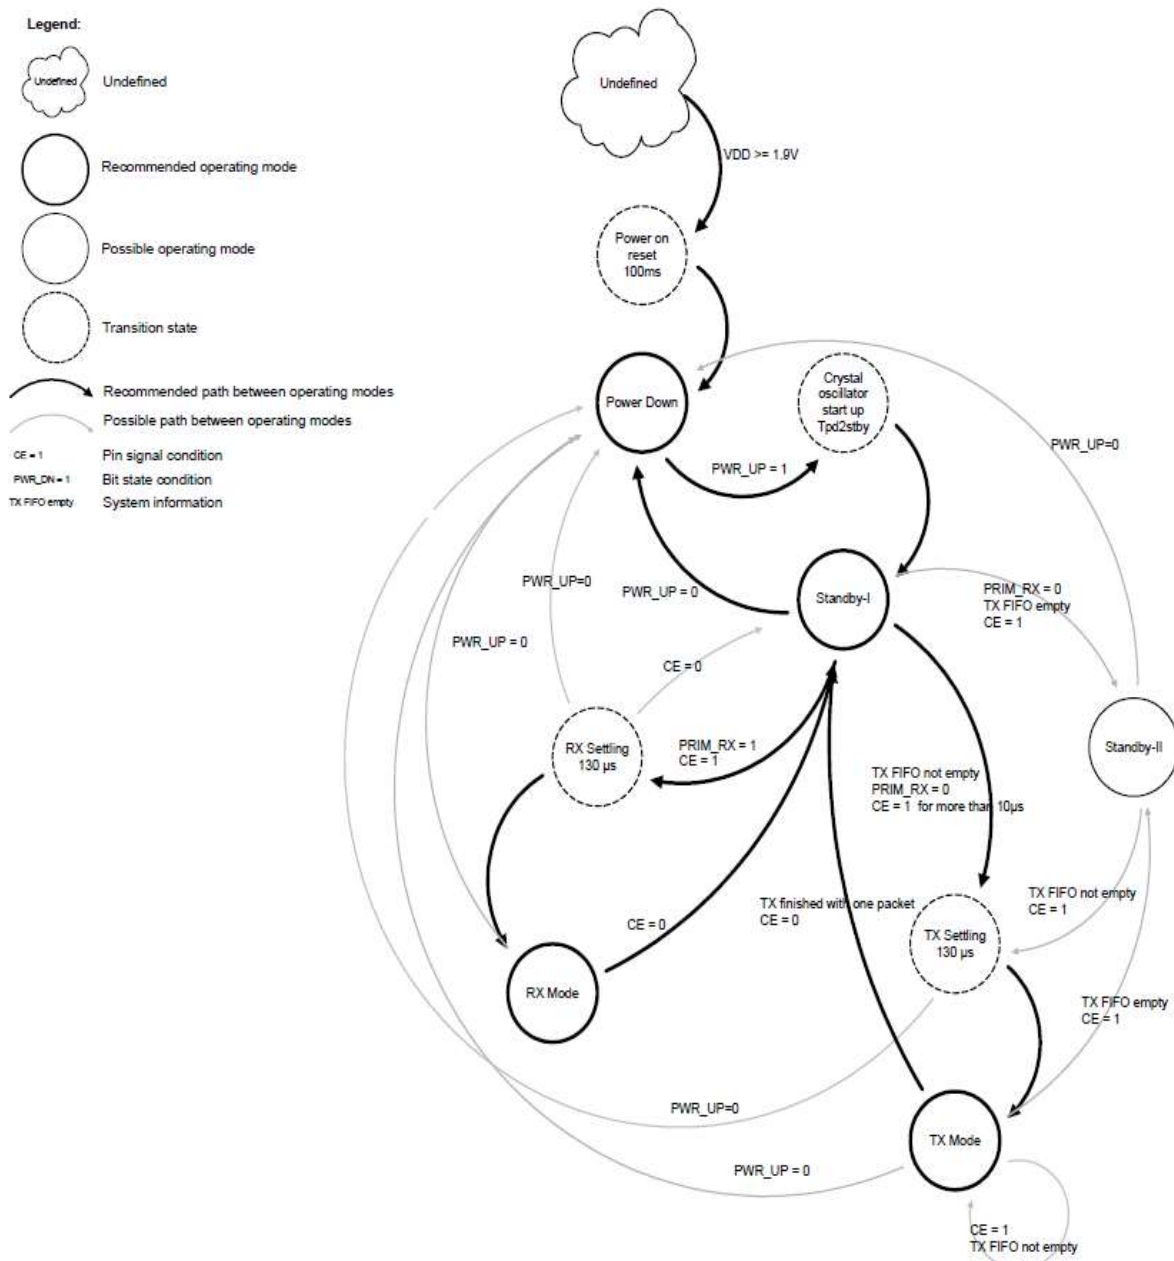 Legend:
Undefined
Undefined
Recommended operating mode
Possible operating mode
Transition state
Recommended path between operating modes
Possible path between operating modes
CE = 1
Pin signal condition
PWR_DN = 1
Bit state condition
TX FIFO empty
System information
Undefined
VDD >= 1.9V
Power on
reset
100ms
Power Down
Crystal
oscillator
start up
Tpd2stby
PWR_UP=0
PWR_UP = 1
PWR_UP=0
PWR_UP = 0
Standby-I
PRIM_RX = 0
TX FIFO empty
CE = 1
PWR_UP = 0
CE = 0
RX Settling
130 µs
PRIM_RX = 1
CE = 1
Standby-II
TX FIFO not empty
PRIM_RX = 0
CE = 1 for more than 10µs
CE = 0
TX finished with one packet
CE = 0
TX FIFO not empty
CE = 1
TX Settling
130 µs
RX Mode
TX FIFO empty
CE = 1
PWR_UP=0
TX Mode
PWR_UP = 0
CE = 1
TX FIFO not empty